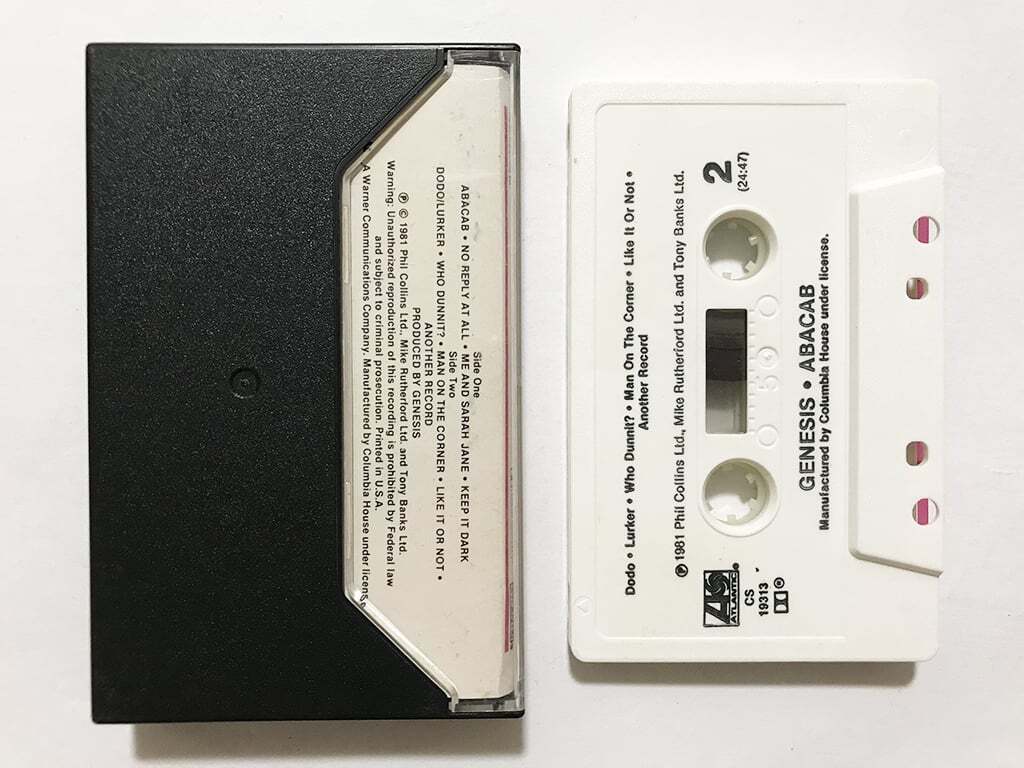 Side One
ABACAB • NO REPLY AT ALL • ME AND SARAH JANE • KEEP IT DARK
Side Two
DODO/LURKER • WHO DUNNIT? • MAN ON THE CORNER • LIKE IT OR NOT •
ANOTHER RECORD
PRODUCED BY GENESIS
℗ © 1981 Phil Collins Ltd., Mike Rutherford Ltd. and Tony Banks Ltd.
Warning: Unauthorized reproduction of this recording is prohibited by Federal law
and subject to criminal prosecution. Printed in U.S.A.
A Warner Communications Company. Manufactured by Columbia House under license
Dodo • Lurker • Who Dunnit? • Man On The Corner • Like It Or Not •
Another Record
℗ 1981 Phil Collins Ltd., Mike Rutherford Ltd. and Tony Banks Ltd.
2
(24:47)
50
ATLANTIC®
CS
19313
GENESIS • ABACAB
Manufactured by Columbia House under license.